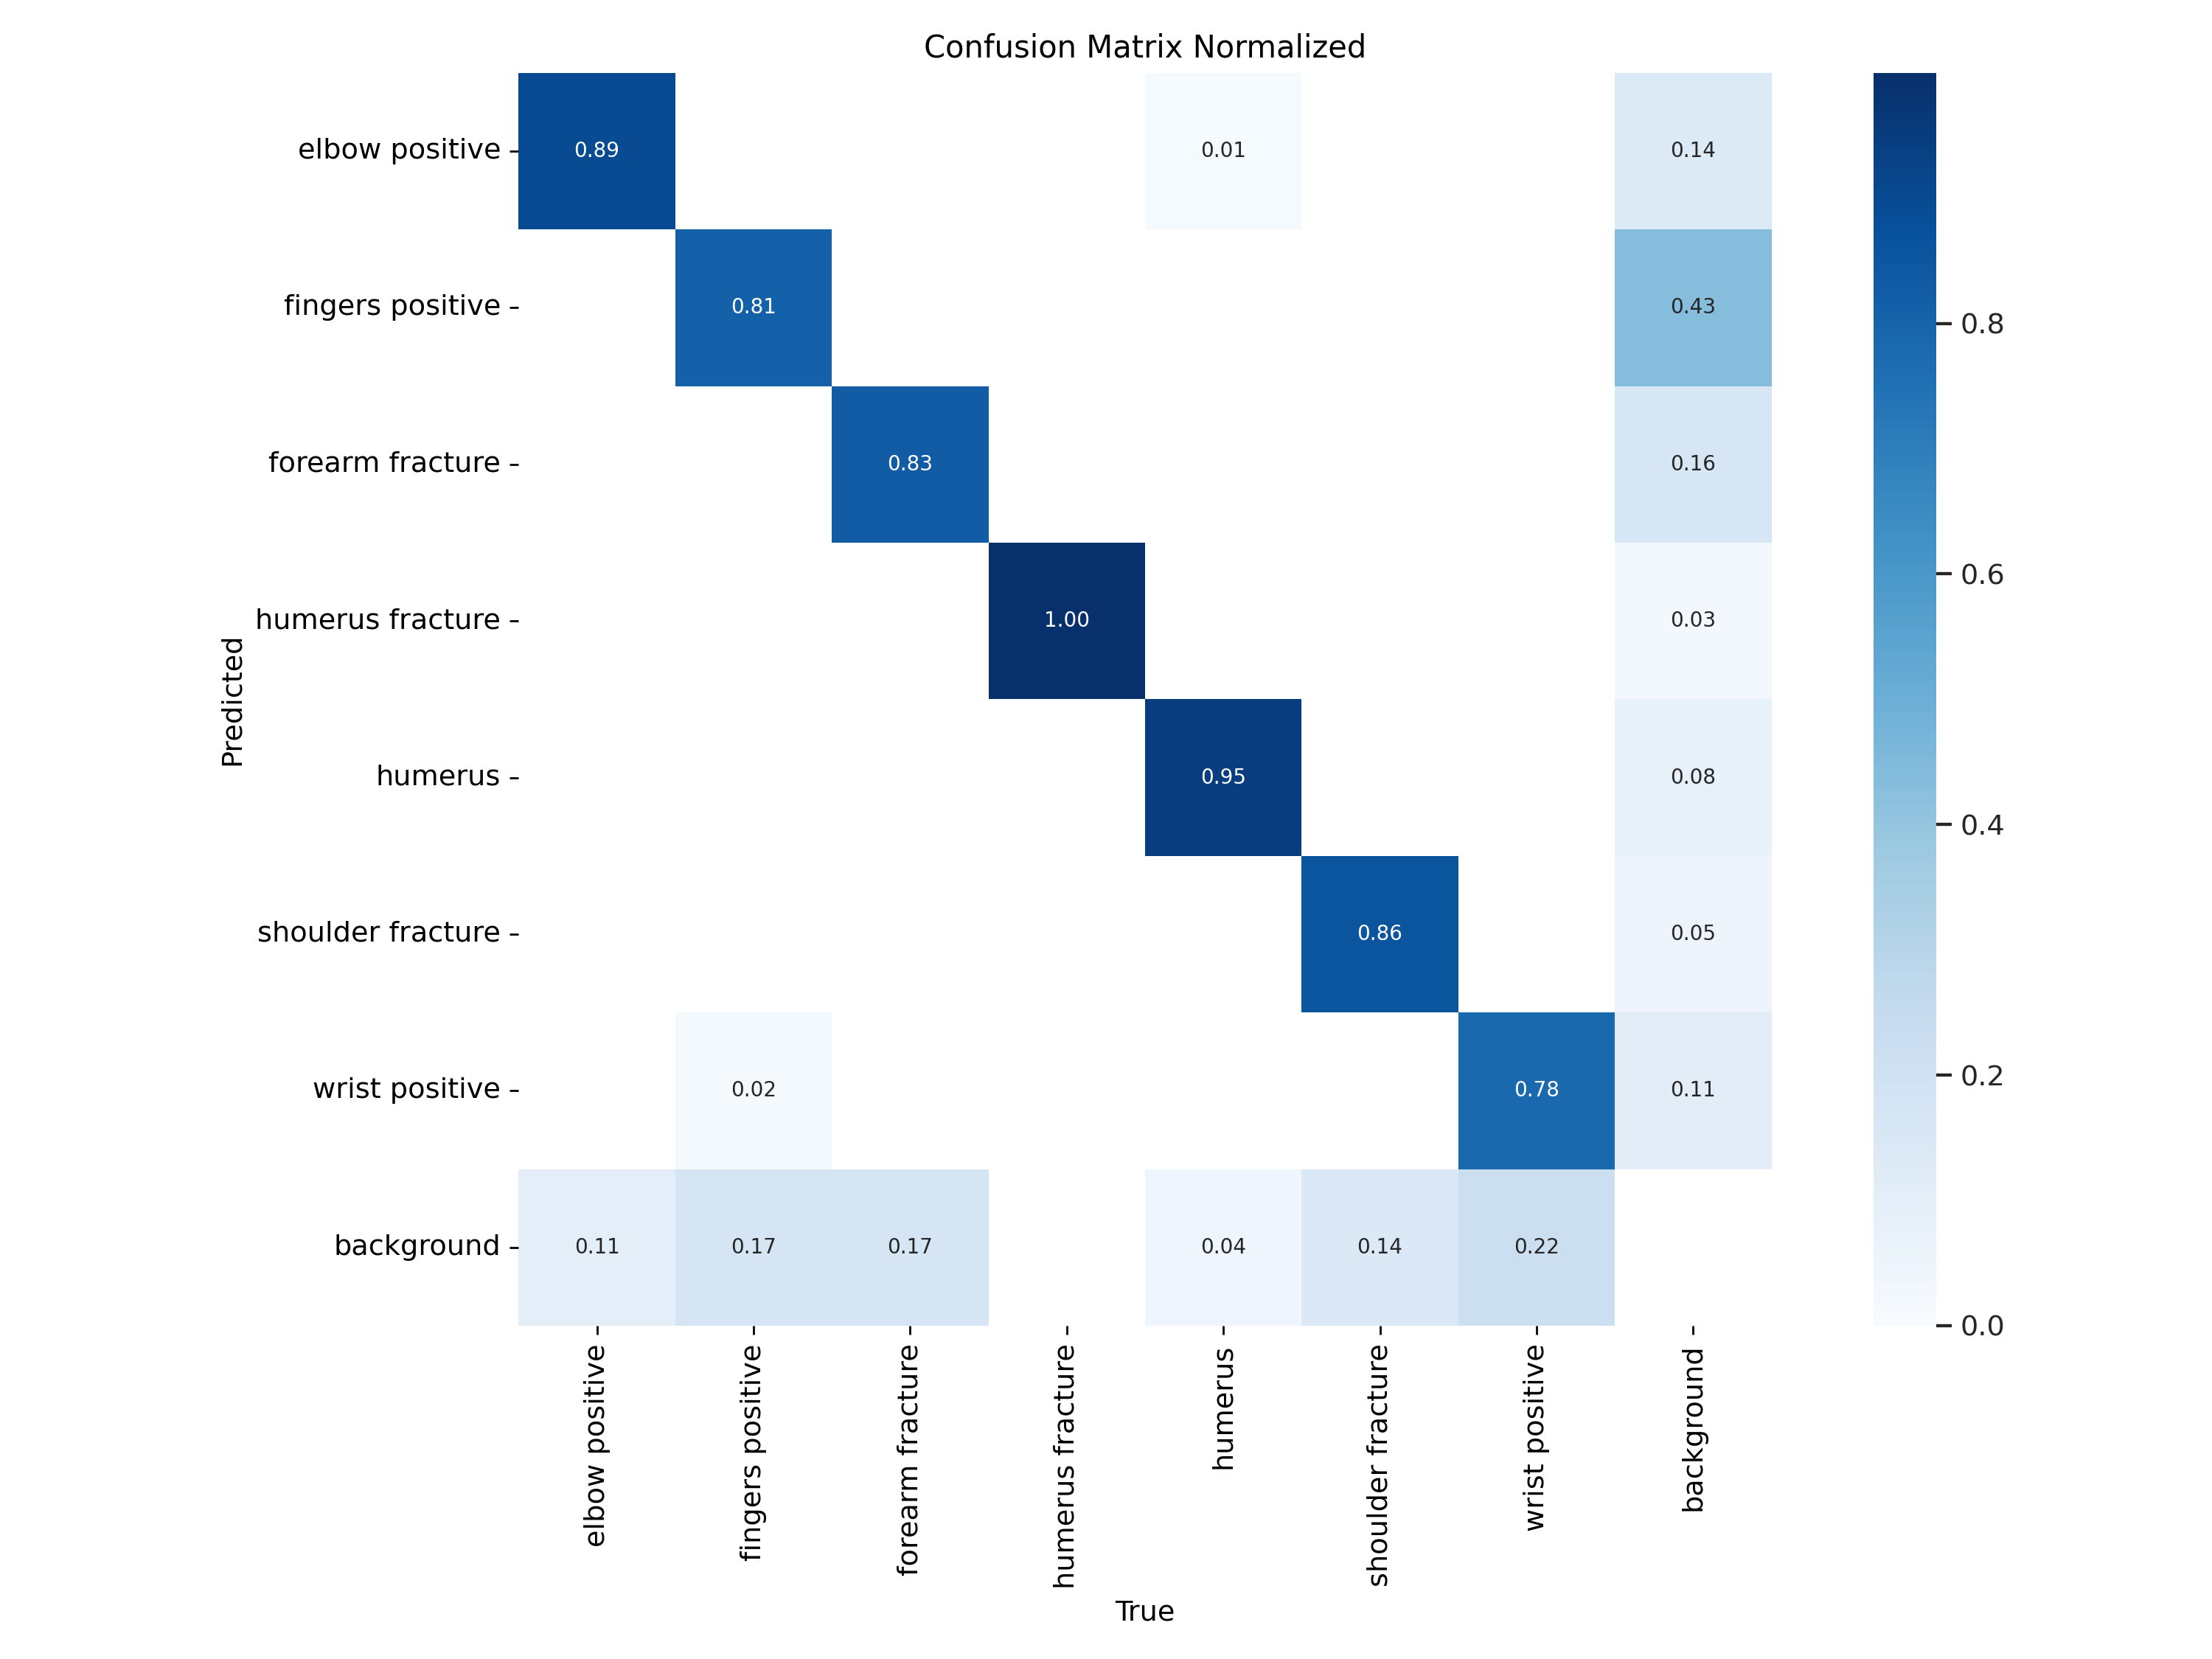 Confusion Matrix Normalized
elbow positive 0.89 0.01 0.14
fingers positive 0.81 0.43
0.8
forearm fracture 0.83 0.16
0.6
humerus fracture 1.00 0.03
Predicted
humerus 0.95 0.08
0.4
shoulder fracture 0.86 0.05
wrist positive 0.02 0.78 0.11
0.2
background 0.11 0.17 0.17 0.04 0.14 0.22
0.0
elbow positive
fingers positive
forearm fracture
humerus fracture
humerus
shoulder fracture
wrist positive
background
True